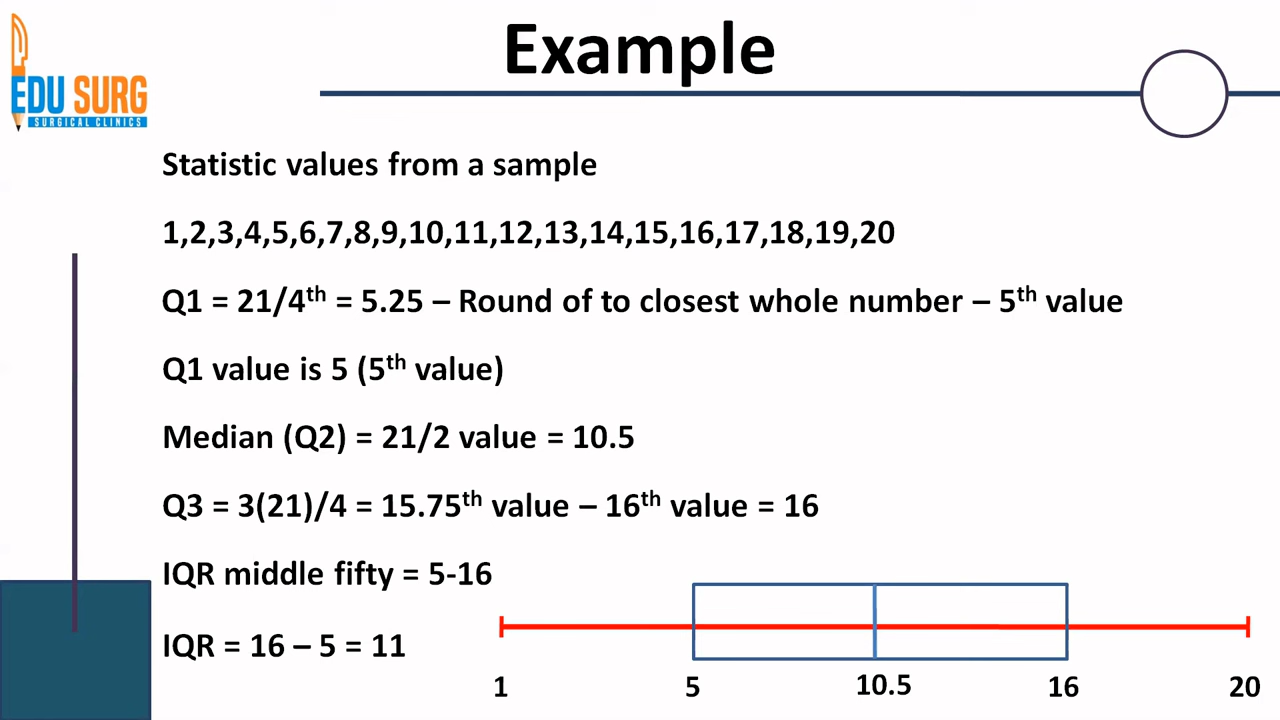 Example
EDU SURG
SURGICAL CLINICS
Statistic values from a sample
1,2,3,4,5,6,7,8,9,10,11,12,13,14,15,16,17,18,19,20
Q1 = 21/4th = 5.25 – Round of to closest whole number – 5th value
Q1 value is 5 (5th value)
Median (Q2) = 21/2 value = 10.5
Q3 = 3(21)/4 = 15.75th value – 16th value = 16
IQR middle fifty = 5-16
IQR = 16 – 5 = 11
1 5 10.5 16 20